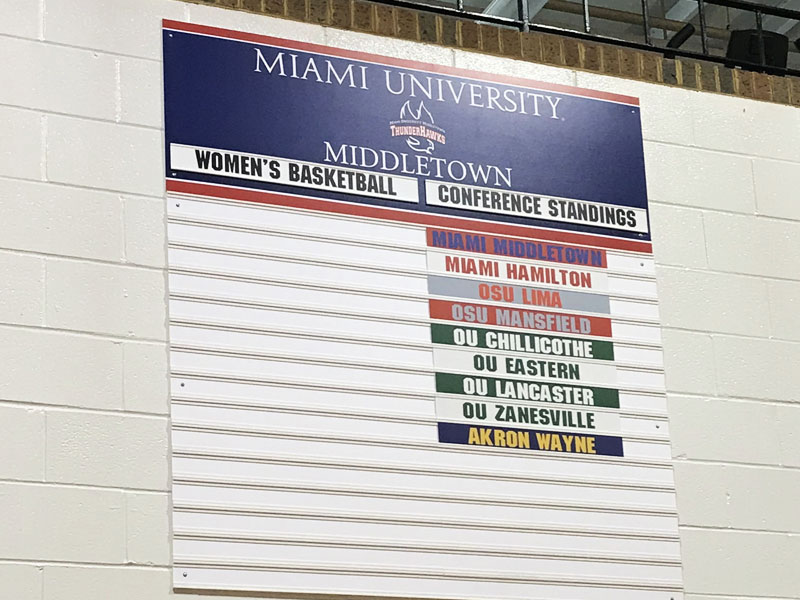 MIAMI UNIVERSITY
THUNDERHAWKS
MIDDLETOWN
WOMEN'S BASKETBALL
CONFERENCE STANDINGS
MIAMI MIDDLETOWN
MIAMI HAMILTON
OSU LIMA
OSU MANSFIELD
OU CHILLICOTHE
OU EASTERN
OU LANCASTER
OU ZANESVILLE
AKRON WAYNE